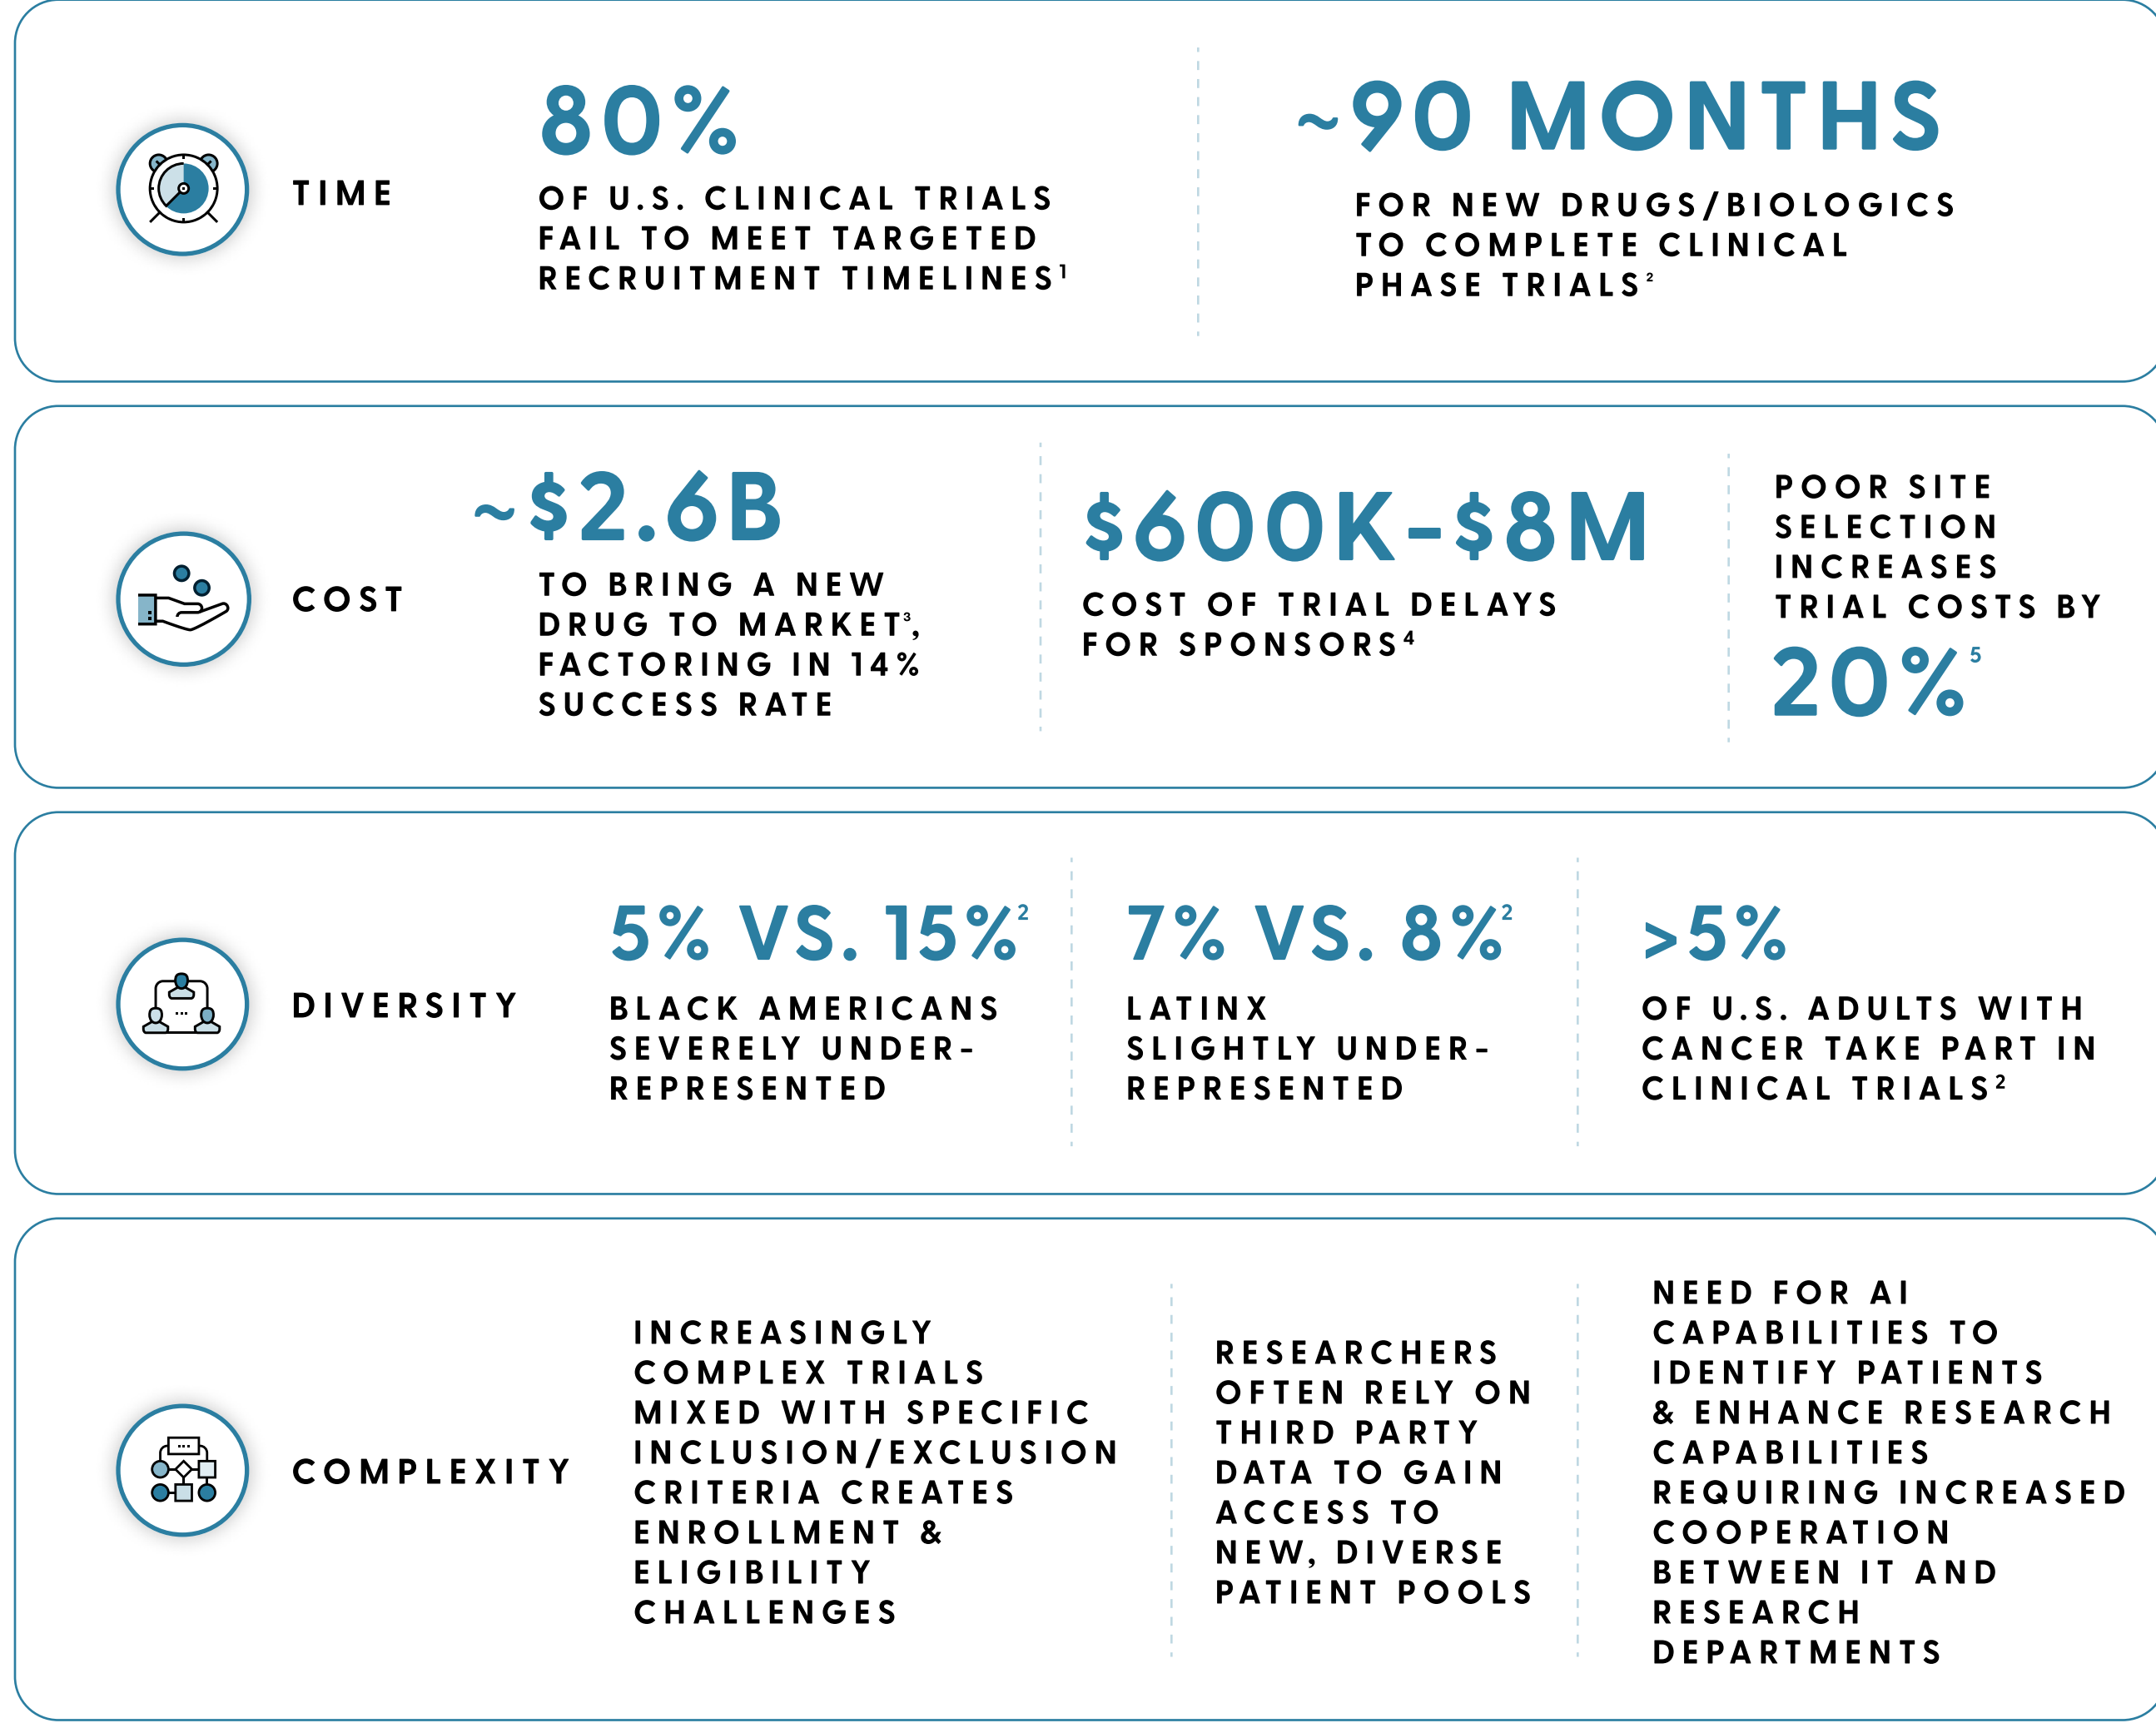 TIME
80%
OF U.S. CLINICAL TRIALS
FAIL TO MEET TARGETED
RECRUITMENT TIMELINES¹
~90 MONTHS
FOR NEW DRUGS/BIOLOGICS
TO COMPLETE CLINICAL
PHASE TRIALS²
COST
~$2.6B
TO BRING A NEW
DRUG TO MARKET³,
FACTORING IN 14%
SUCCESS RATE
$600K-$8M
COST OF TRIAL DELAYS
FOR SPONSORS⁴
POOR SITE
SELECTION
INCREASES
TRIAL COSTS BY
20%⁵
DIVERSITY
5% VS. 15%²
BLACK AMERICANS
SEVERELY UNDER-
REPRESENTED
7% VS. 8%²
LATINX
SLIGHTLY UNDER-
REPRESENTED
>5%
OF U.S. ADULTS WITH
CANCER TAKE PART IN
CLINICAL TRIALS²
COMPLEXITY
INCREASINGLY
COMPLEX TRIALS
MIXED WITH SPECIFIC
INCLUSION/EXCLUSION
CRITERIA CREATES
ENROLLMENT &
ELIGIBILITY
CHALLENGES
RESEARCHERS
OFTEN RELY ON
THIRD PARTY
DATA TO GAIN
ACCESS TO
NEW, DIVERSE
PATIENT POOLS
NEED FOR AI
CAPABILITIES TO
IDENTIFY PATIENTS
& ENHANCE RESEARCH
CAPABILITIES
REQUIRING INCREASED
COOPERATION
BETWEEN IT AND
RESEARCH
DEPARTMENTS